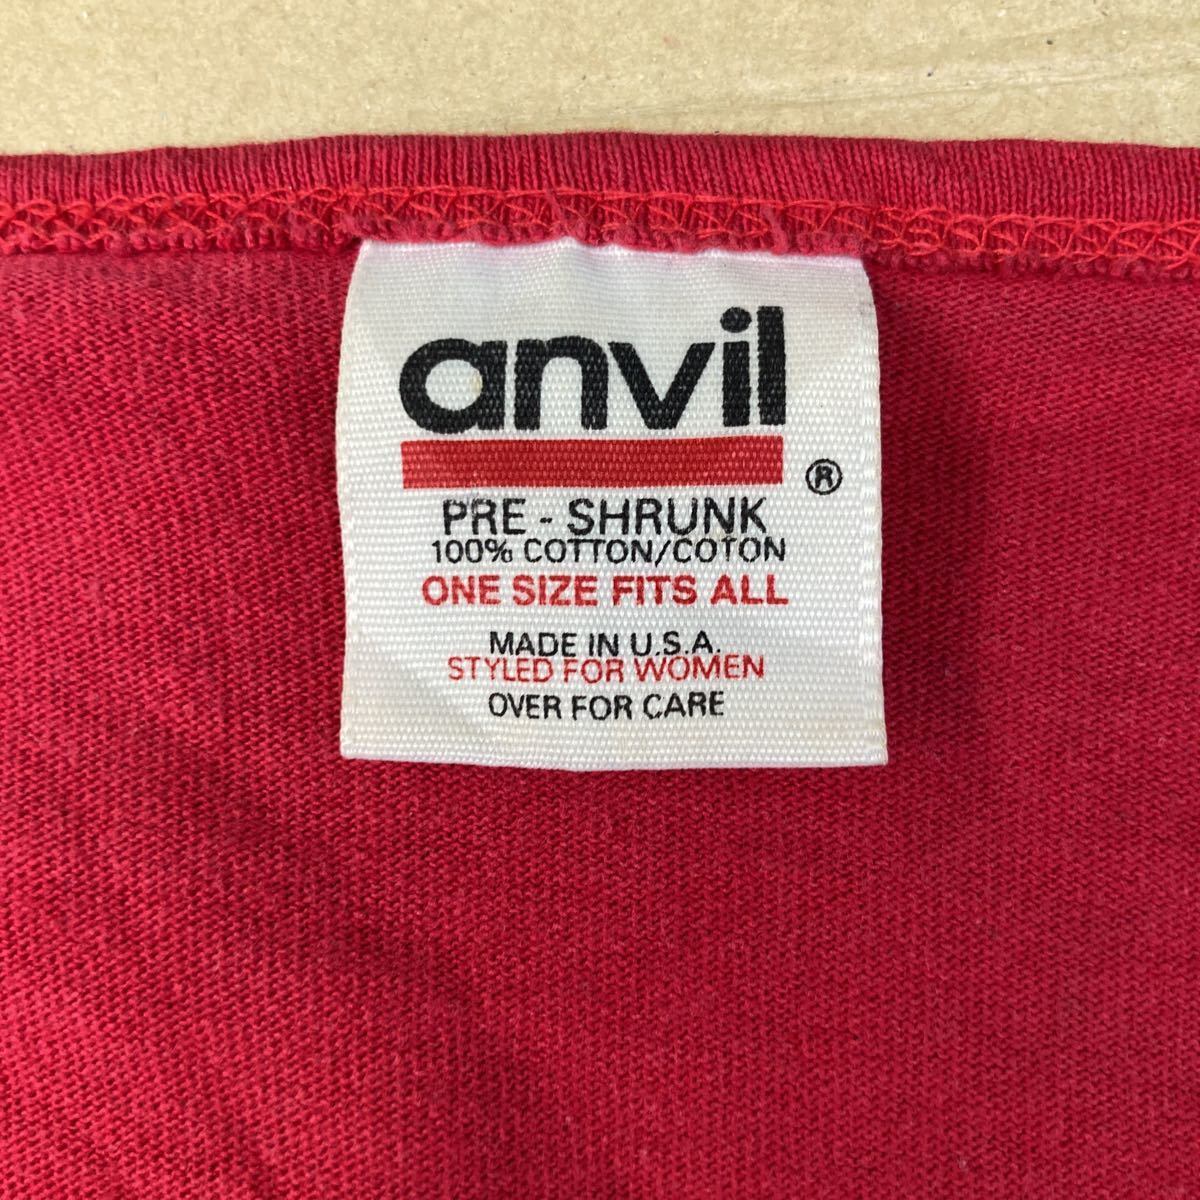 anvil
®
PRE - SHRUNK
100% COTTON/COTON
ONE SIZE FITS ALL
MADE IN U.S.A.
STYLED FOR WOMEN
OVER FOR CARE